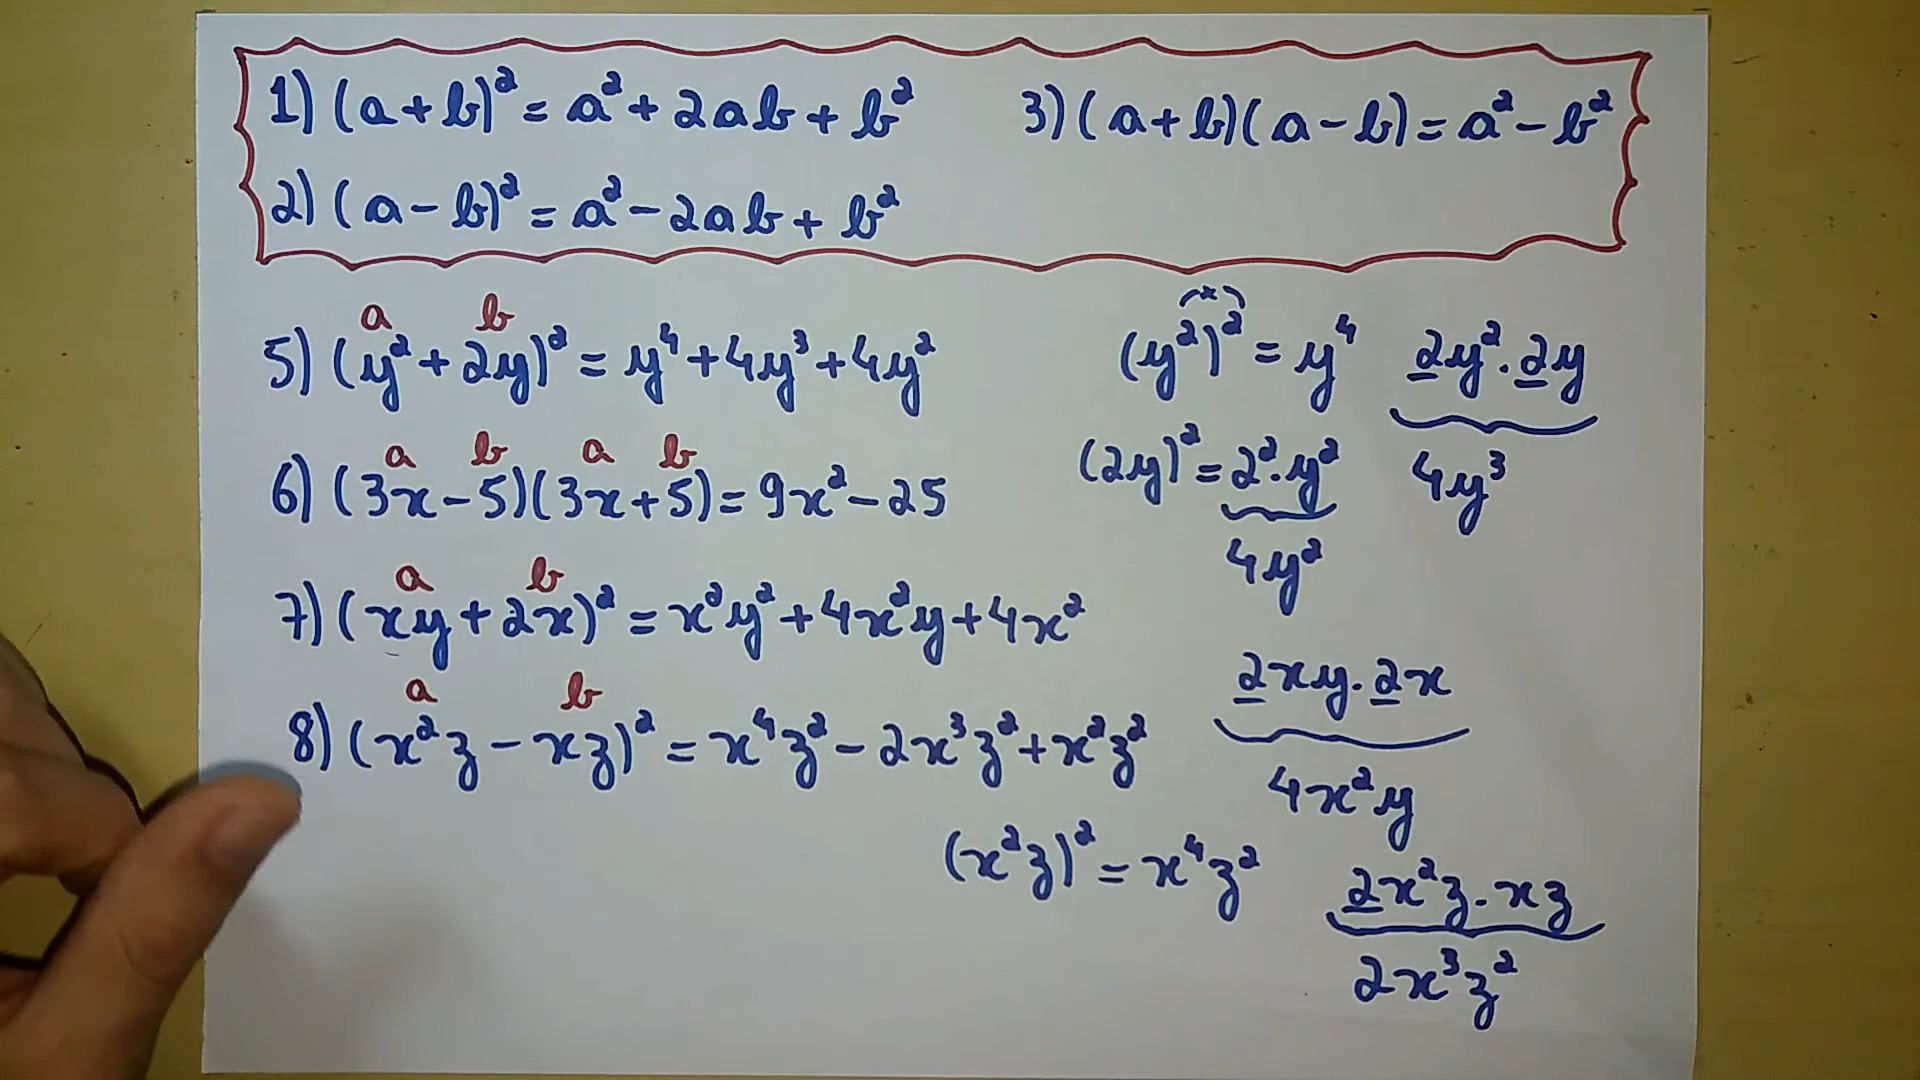 1) (a+b)² = a² + 2ab + b²
3) (a+b)(a-b) = a² - b²
2) (a-b)² = a² - 2ab + b²
a b
5) (y² + 2y)² = y⁴ + 4y³ + 4y²
a b a b
6) (3x-5)(3x+5) = 9x² - 25
a b
7) (xy + 2x)² = x²y² + 4x²y + 4x²
a b
8) (x²z - xz)² = x⁴z² - 2x³z² + x²z²
×
(y²)² = y⁴
2y² . 2y
4y³
(2y)² = 2² . y²
4y²
2xy . 2x
4x²y
(x²z)² = x⁴z²
2x²z . xz
2x³z²